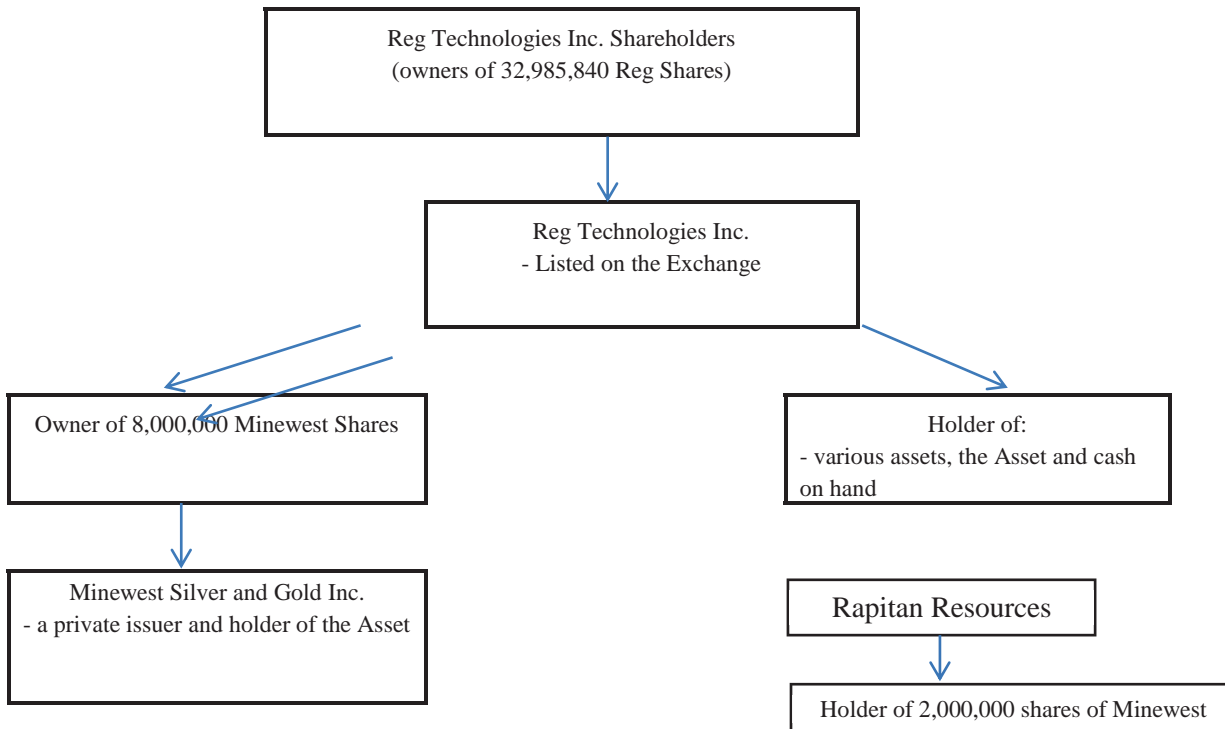 Reg Technologies Inc. Shareholders
(owners of 32,985,840 Reg Shares)
Reg Technologies Inc.
- Listed on the Exchange
Owner of 8,000,000 Minewest Shares
Holder of:
- various assets, the Asset and cash
on hand
Minewest Silver and Gold Inc.
- a private issuer and holder of the Asset
Rapitan Resources
Holder of 2,000,000 shares of Minewest